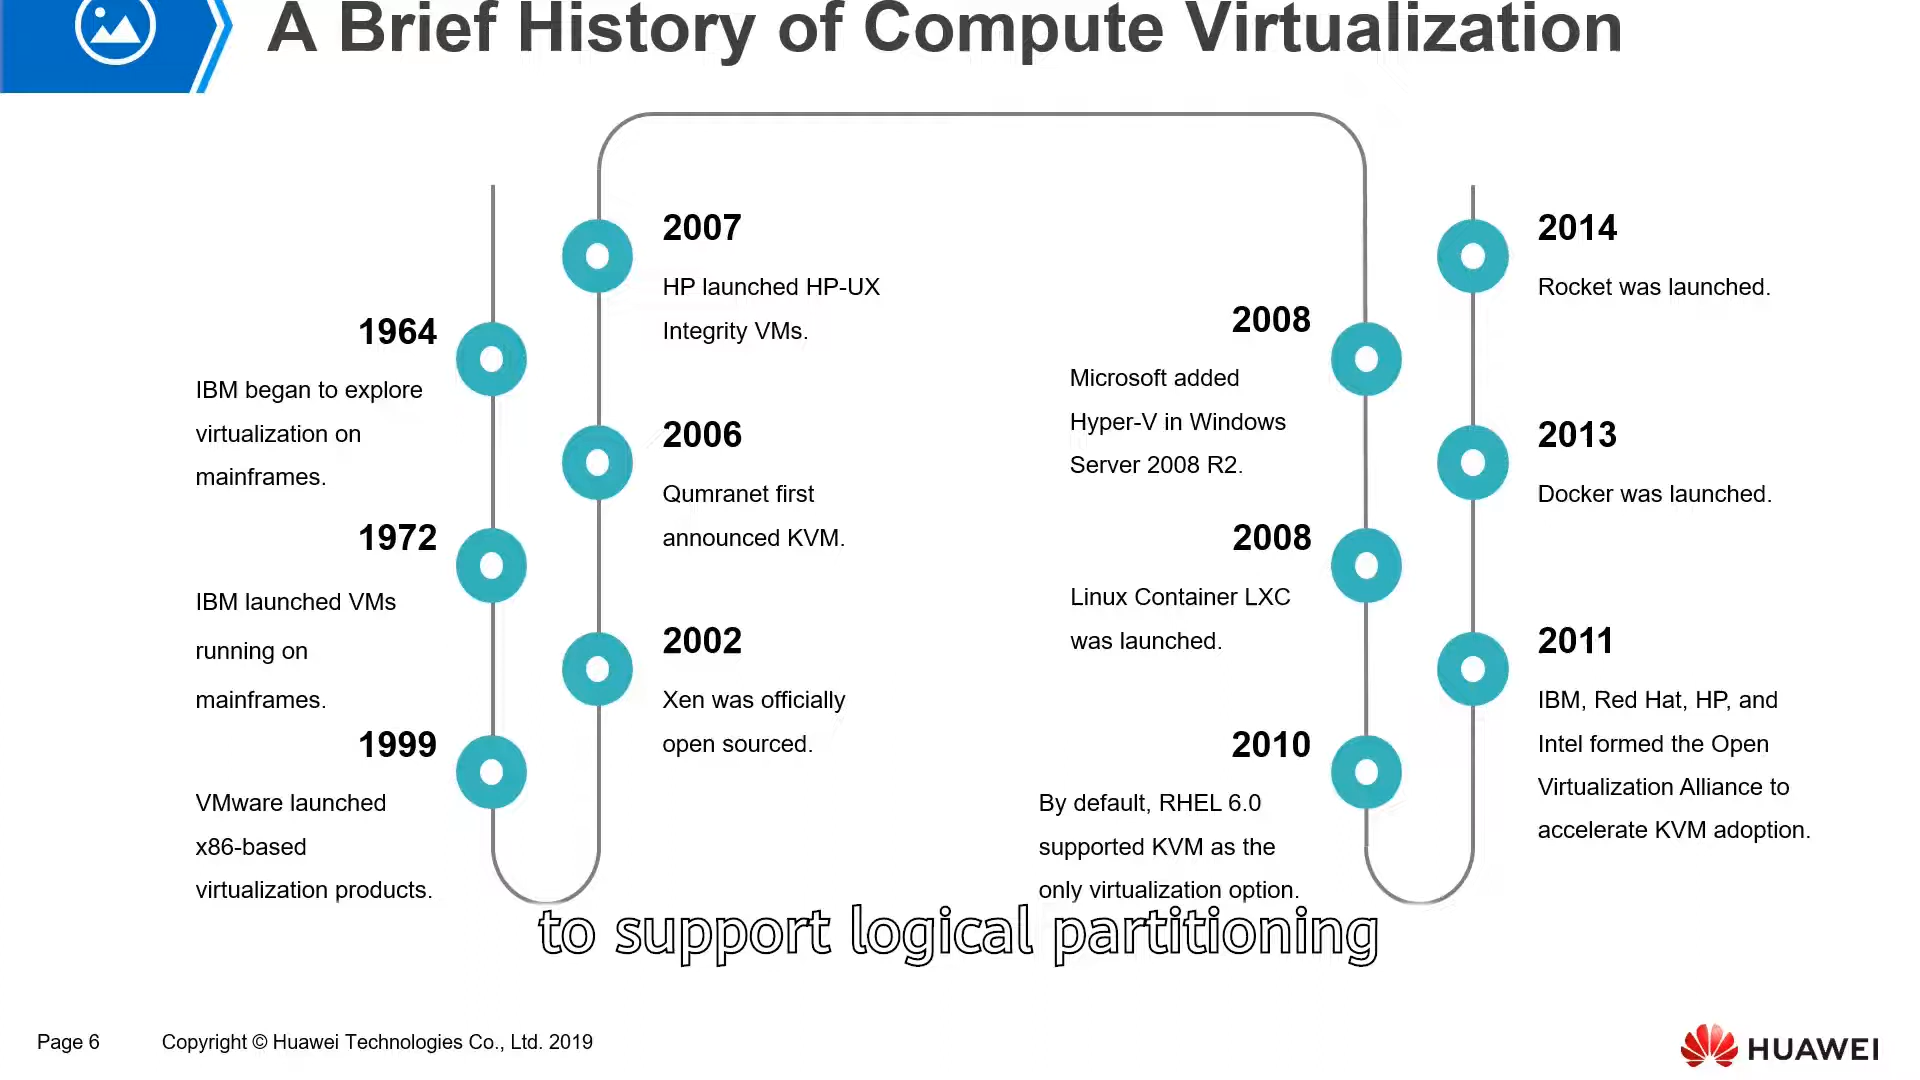 A Brief History of Compute Virtualization
1964
IBM began to explore
virtualization on
mainframes.
1972
IBM launched VMs
running on
mainframes.
1999
VMware launched
x86-based
virtualization products.
2007
HP launched HP-UX
Integrity VMs.
2006
Qumranet first
announced KVM.
2002
Xen was officially
open sourced.
2008
Microsoft added
Hyper-V in Windows
Server 2008 R2.
2008
Linux Container LXC
was launched.
2010
By default, RHEL 6.0
supported KVM as the
only virtualization option.
2014
Rocket was launched.
2013
Docker was launched.
2011
IBM, Red Hat, HP, and
Intel formed the Open
Virtualization Alliance to
accelerate KVM adoption.
to support logical partitioning
Page 6
Copyright © Huawei Technologies Co., Ltd. 2019
HUAWEI